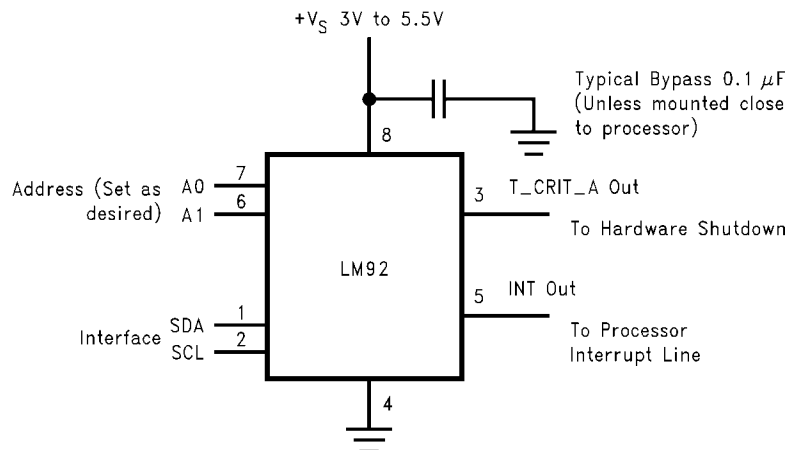 +VS 3V to 5.5V
Typical Bypass 0.1 μF
(Unless mounted close
to processor)
8
Address (Set as
desired)
A0
7
A1
6
3
T_CRIT_A Out
To Hardware Shutdown
LM92
5
INT Out
To Processor
Interrupt Line
Interface
SDA
1
SCL
2
4